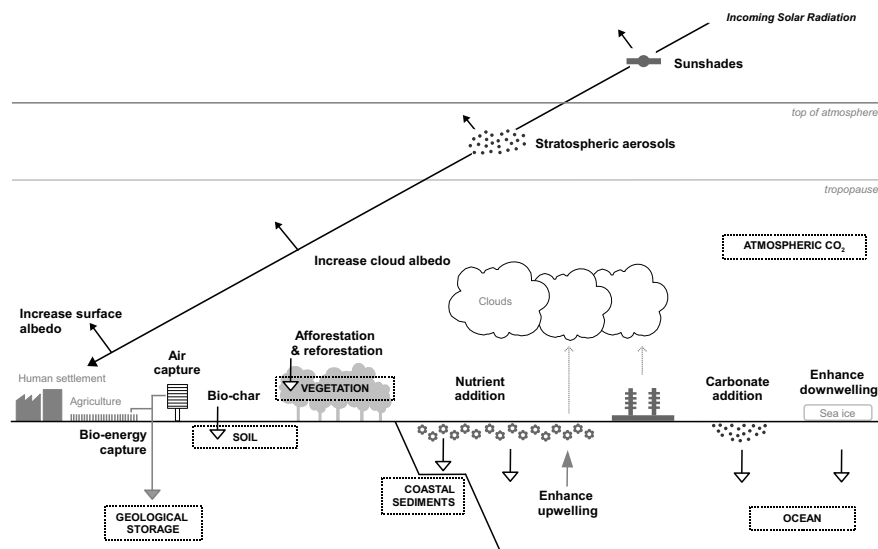 Incoming Solar Radiation
Sunshades
top of atmosphere
Stratospheric aerosols
tropopause
ATMOSPHERIC CO₂
Increase cloud albedo
Clouds
Increase surface
albedo
Afforestation
& reforestation
Air
capture
Human settlement
Agriculture
Bio-char
VEGETATION
Nutrient
addition
Carbonate
addition
Enhance
downwelling
Sea ice
Bio-energy
capture
SOIL
COASTAL
SEDIMENTS
Enhance
upwelling
GEOLOGICAL
STORAGE
OCEAN